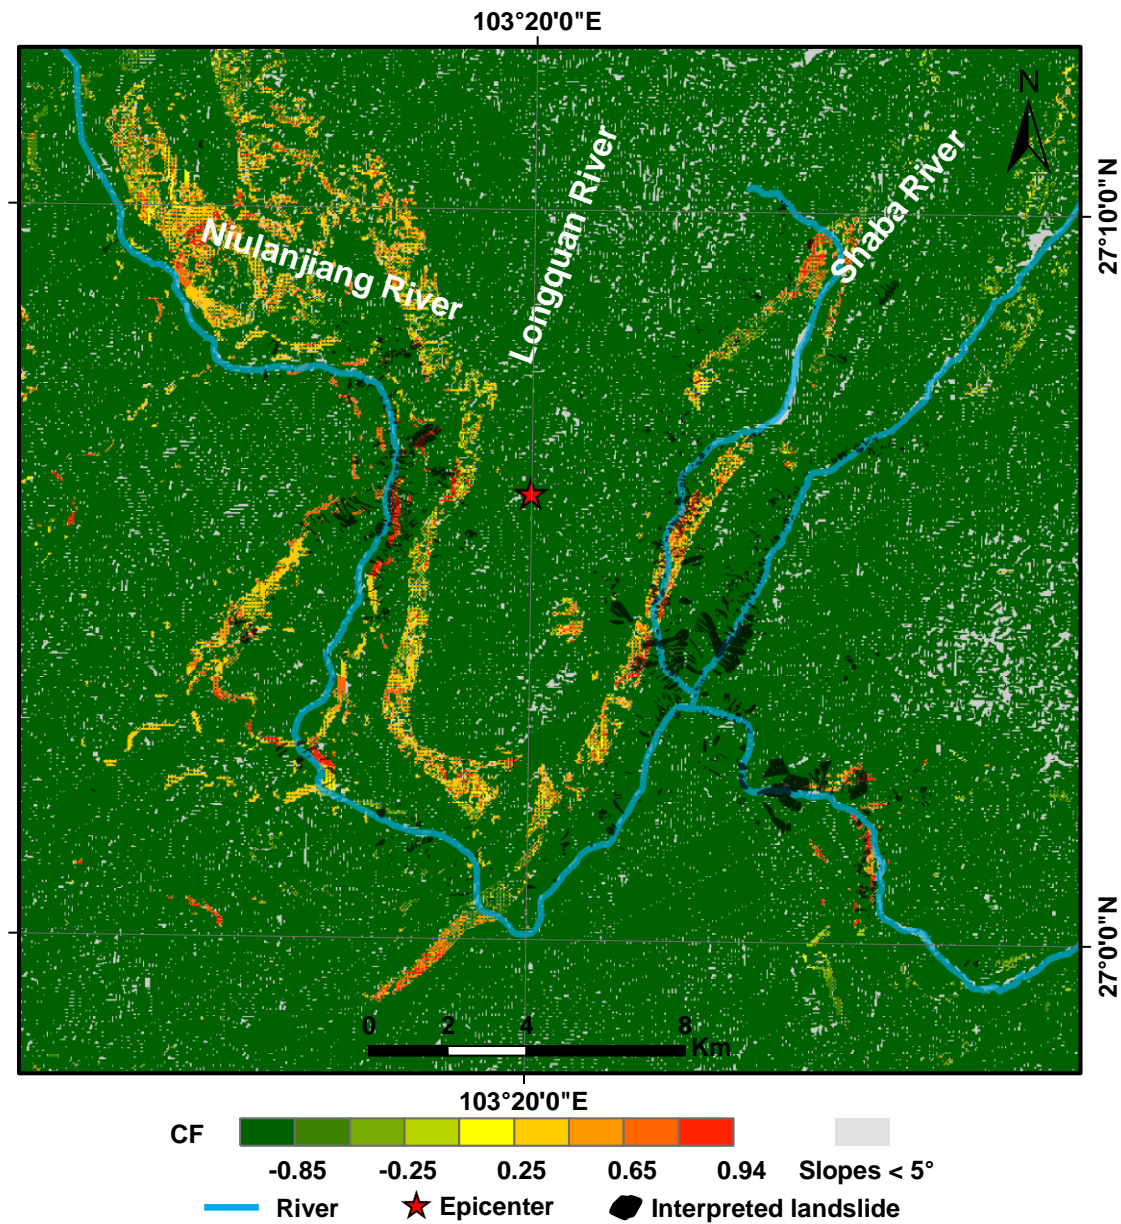 103°20'0"E
N
27°10'0"N
Niulanjiang River
Longquan River
Shaba River
27°0'0"N
0 2 4 8
Km
103°20'0"E
CF
-0.85 -0.25 0.25 0.65 0.94 Slopes < 5°
River Epicenter Interpreted landslide